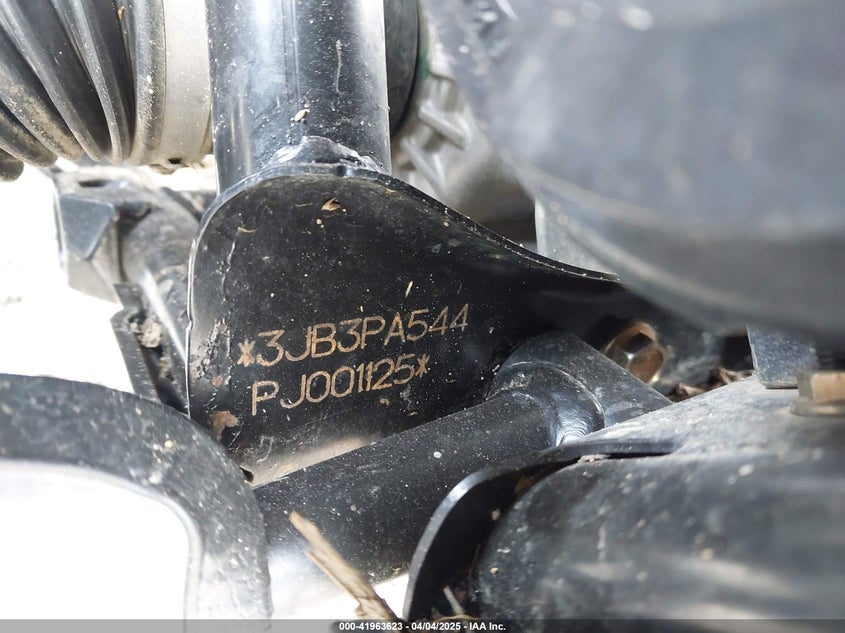 *3JB3PA544
PJ001125*
000-41963623 - 04/04/2025 - IAA Inc.